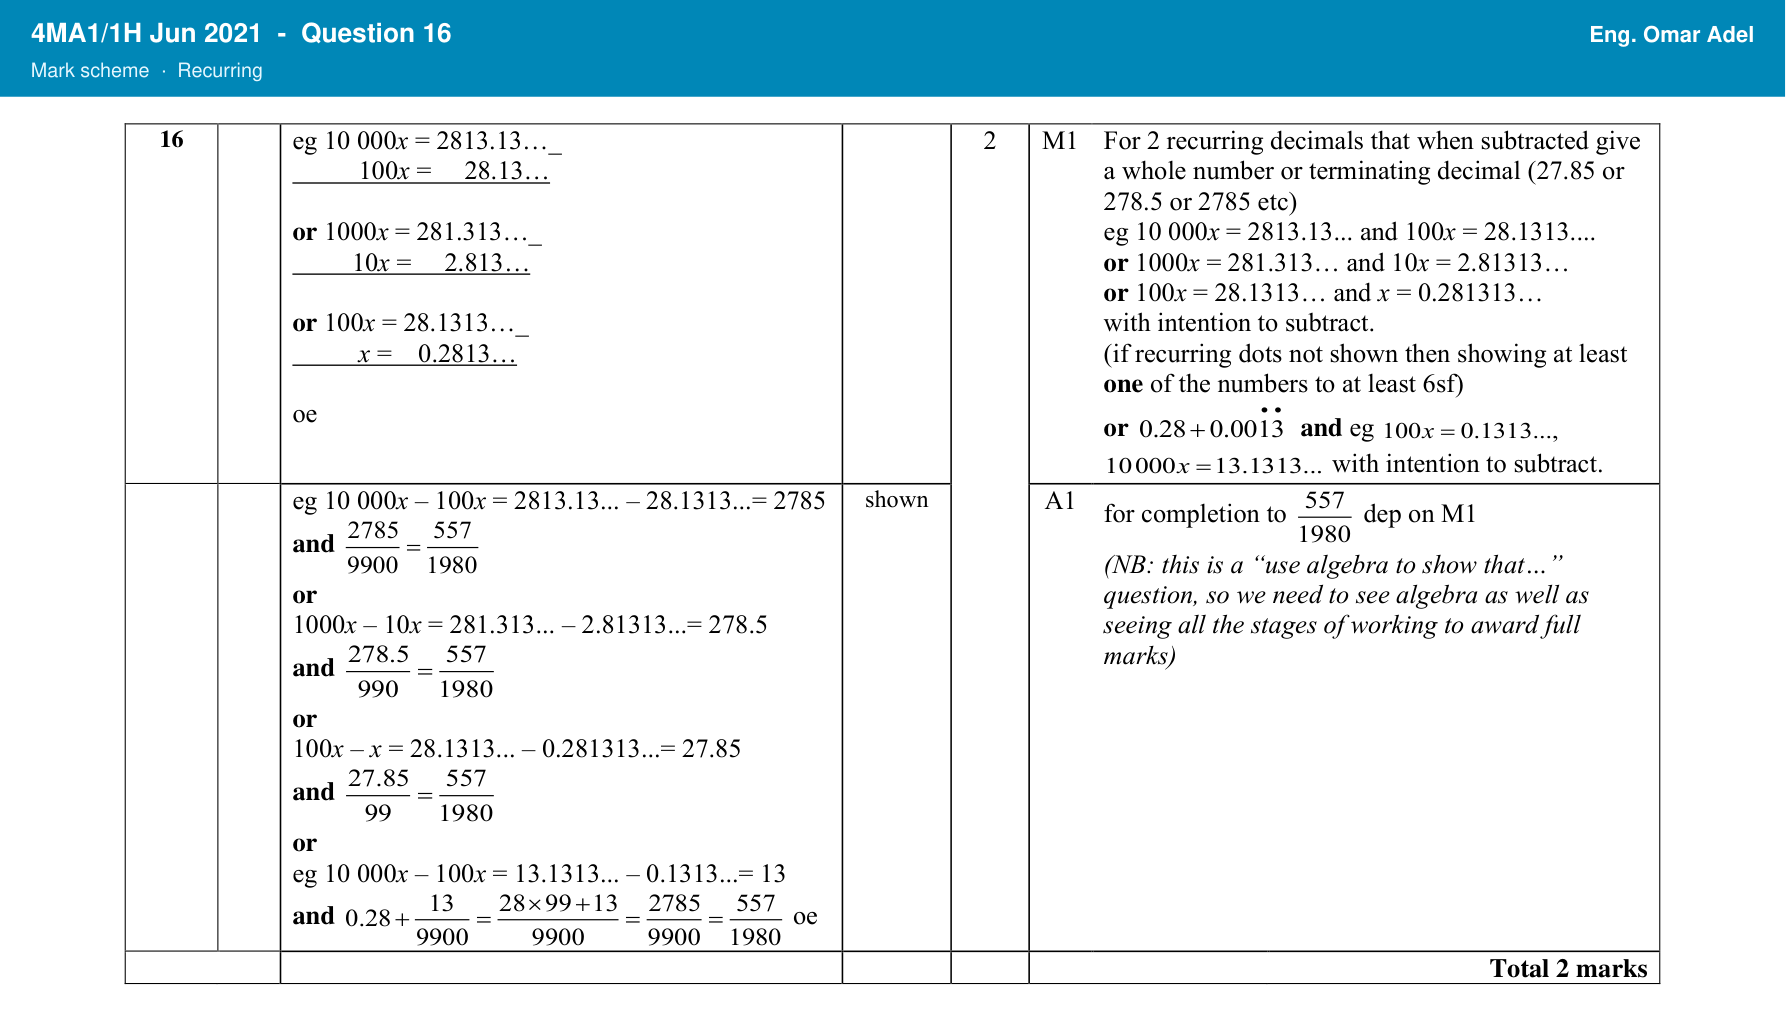 4MA1/1H Jun 2021 - Question 16
Eng. Omar Adel
Mark scheme · Recurring
16
eg 10 000x = 2813.13…_
100x = 28.13…
or 1000x = 281.313…_
10x = 2.813…
or 100x = 28.1313…_
x = 0.2813…
oe
2
M1
For 2 recurring decimals that when subtracted give
a whole number or terminating decimal (27.85 or
278.5 or 2785 etc)
eg 10 000x = 2813.13... and 100x = 28.1313....
or 1000x = 281.313… and 10x = 2.81313…
or 100x = 28.1313… and x = 0.281313…
with intention to subtract.
(if recurring dots not shown then showing at least
one of the numbers to at least 6sf)
or 0.28 + 0.001̇3̇ and eg 100x = 0.1313...,
10000x = 13.1313... with intention to subtract.
eg 10 000x – 100x = 2813.13... – 28.1313...= 2785
and 2785/9900 = 557/1980
or
1000x – 10x = 281.313... – 2.81313...= 278.5
and 278.5/990 = 557/1980
or
100x – x = 28.1313... – 0.281313...= 27.85
and 27.85/99 = 557/1980
or
eg 10 000x – 100x = 13.1313... – 0.1313...= 13
and 0.28 + 13/9900 = 28×99+13/9900 = 2785/9900 = 557/1980 oe
shown
A1
for completion to 557/1980 dep on M1
(NB: this is a “use algebra to show that…”
question, so we need to see algebra as well as
seeing all the stages of working to award full
marks)
Total 2 marks